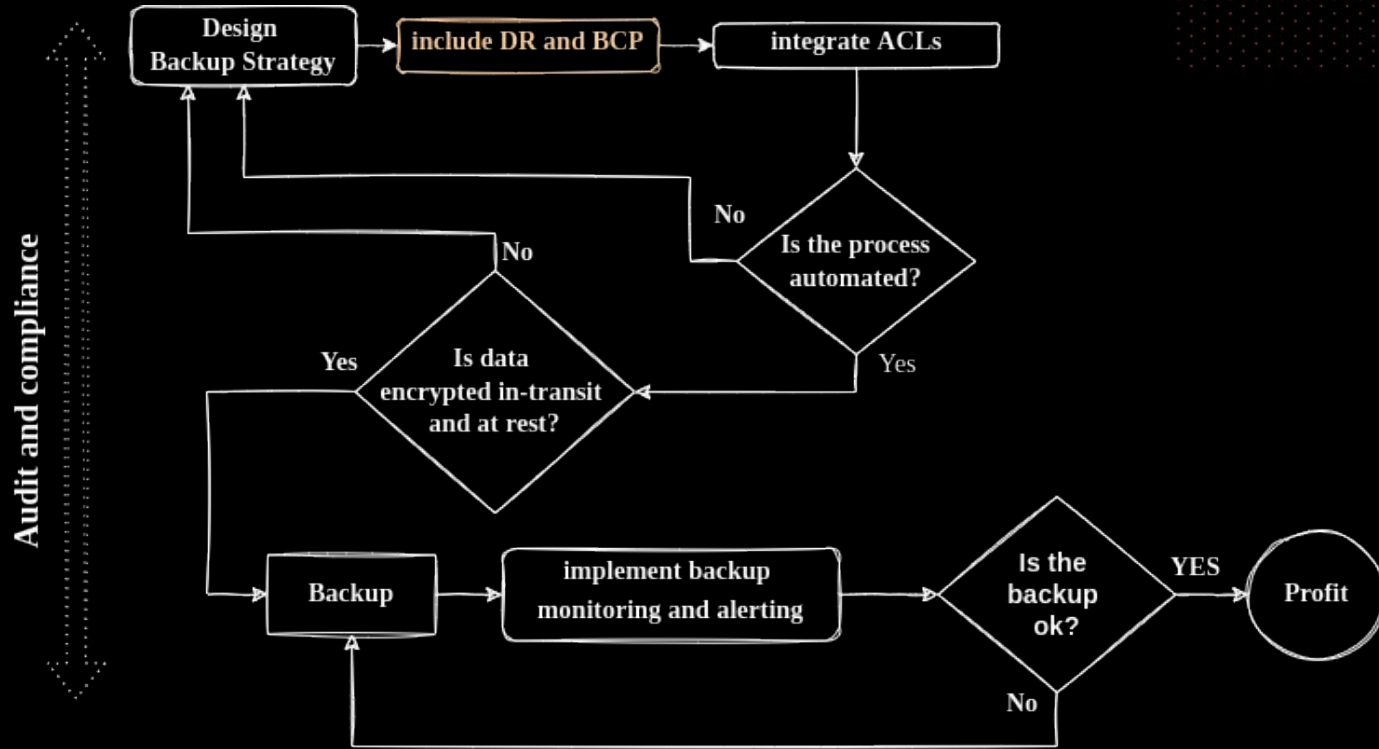 Design
Backup Strategy
include DR and BCP
integrate ACLs
No
Is the process
automated?
Yes
No
Yes
Is data
encrypted in-transit
and at rest?
Audit and compliance
Backup
implement backup
monitoring and alerting
Is the
backup
ok?
YES
Profit
No